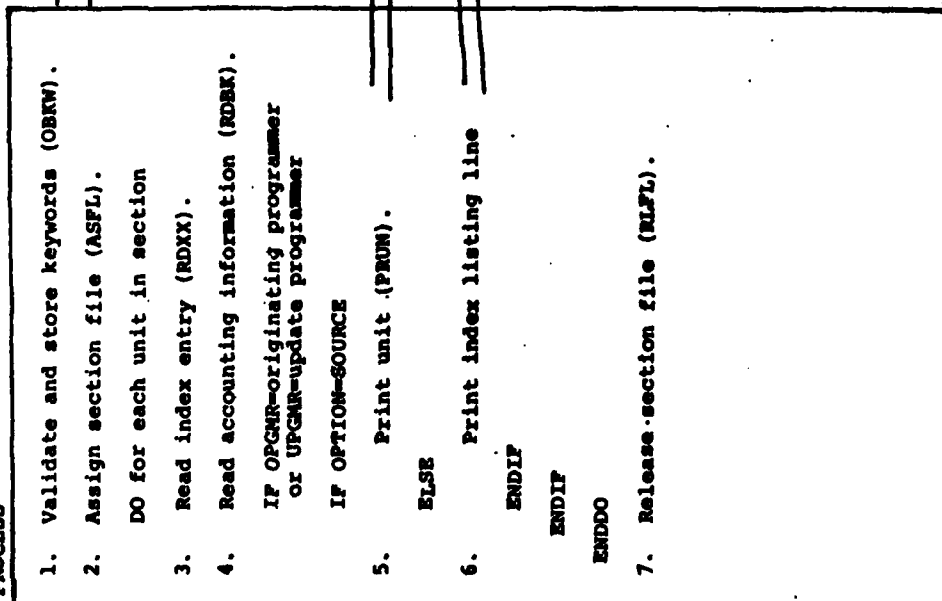 PROCESS
1. Validate and store keywords (OBKW).
2. Assign section file (ASFL).
DO for each unit in section
3. Read index entry (RDXX).
4. Read accounting information (RDBK).
IF OPGMR=originating programmer
or UPGMR=update programmer
IF OPTION=SOURCE
5. Print unit (PRUN).
ELSE
6. Print index listing line
ENDIF
ENDIF
ENDDO
7. Release section file (RLFL).